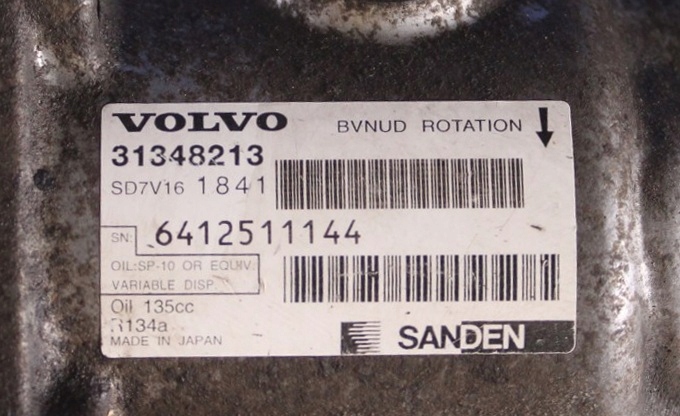 VOLVO BVNUD ROTATION
31348213
SD7V16 1841
SN: 6412511144
OIL:SP-10 OR EQUIV.
VARIABLE DISP.
Oil 135cc
R134a
MADE IN JAPAN
SANDEN